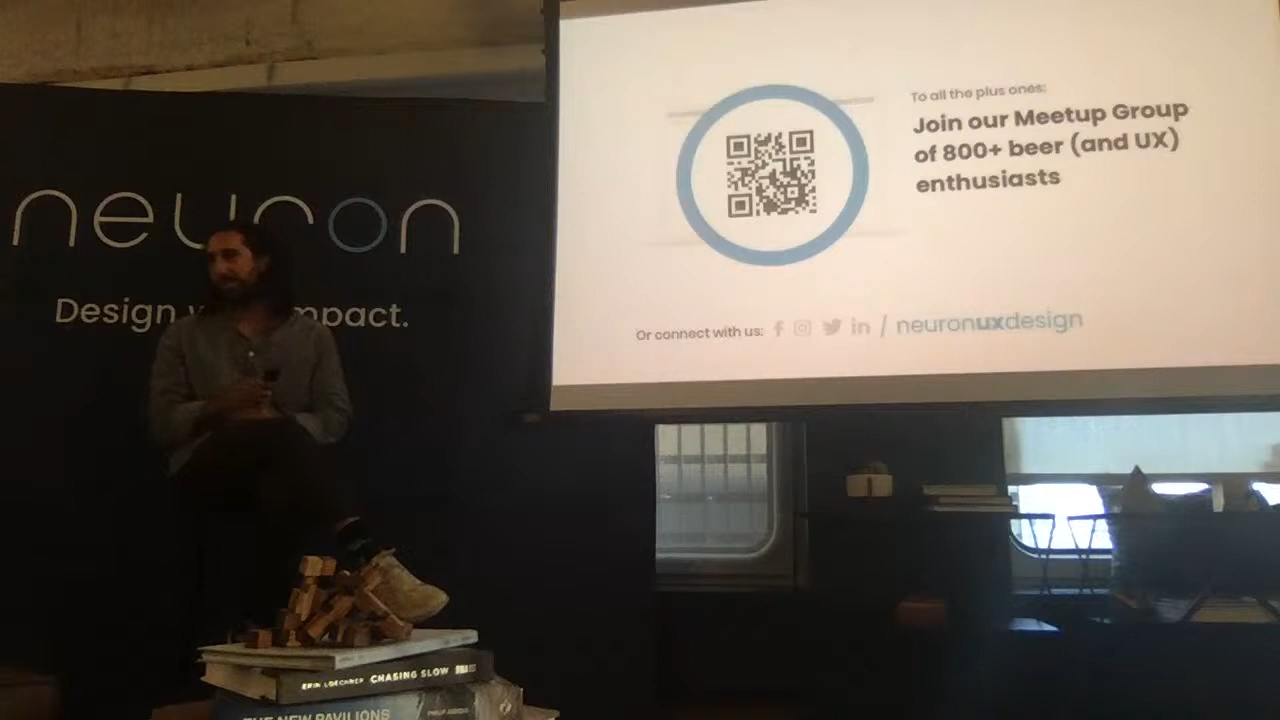 neuron
Design
mpact.
To all the plus ones:
Join our Meetup Group
of 800+ beer (and UX)
enthusiasts
Or connect with us:
/ neuronuxdesign
ERIN LOECHNER CHASING SLOW
THE NEW PAVILIONS